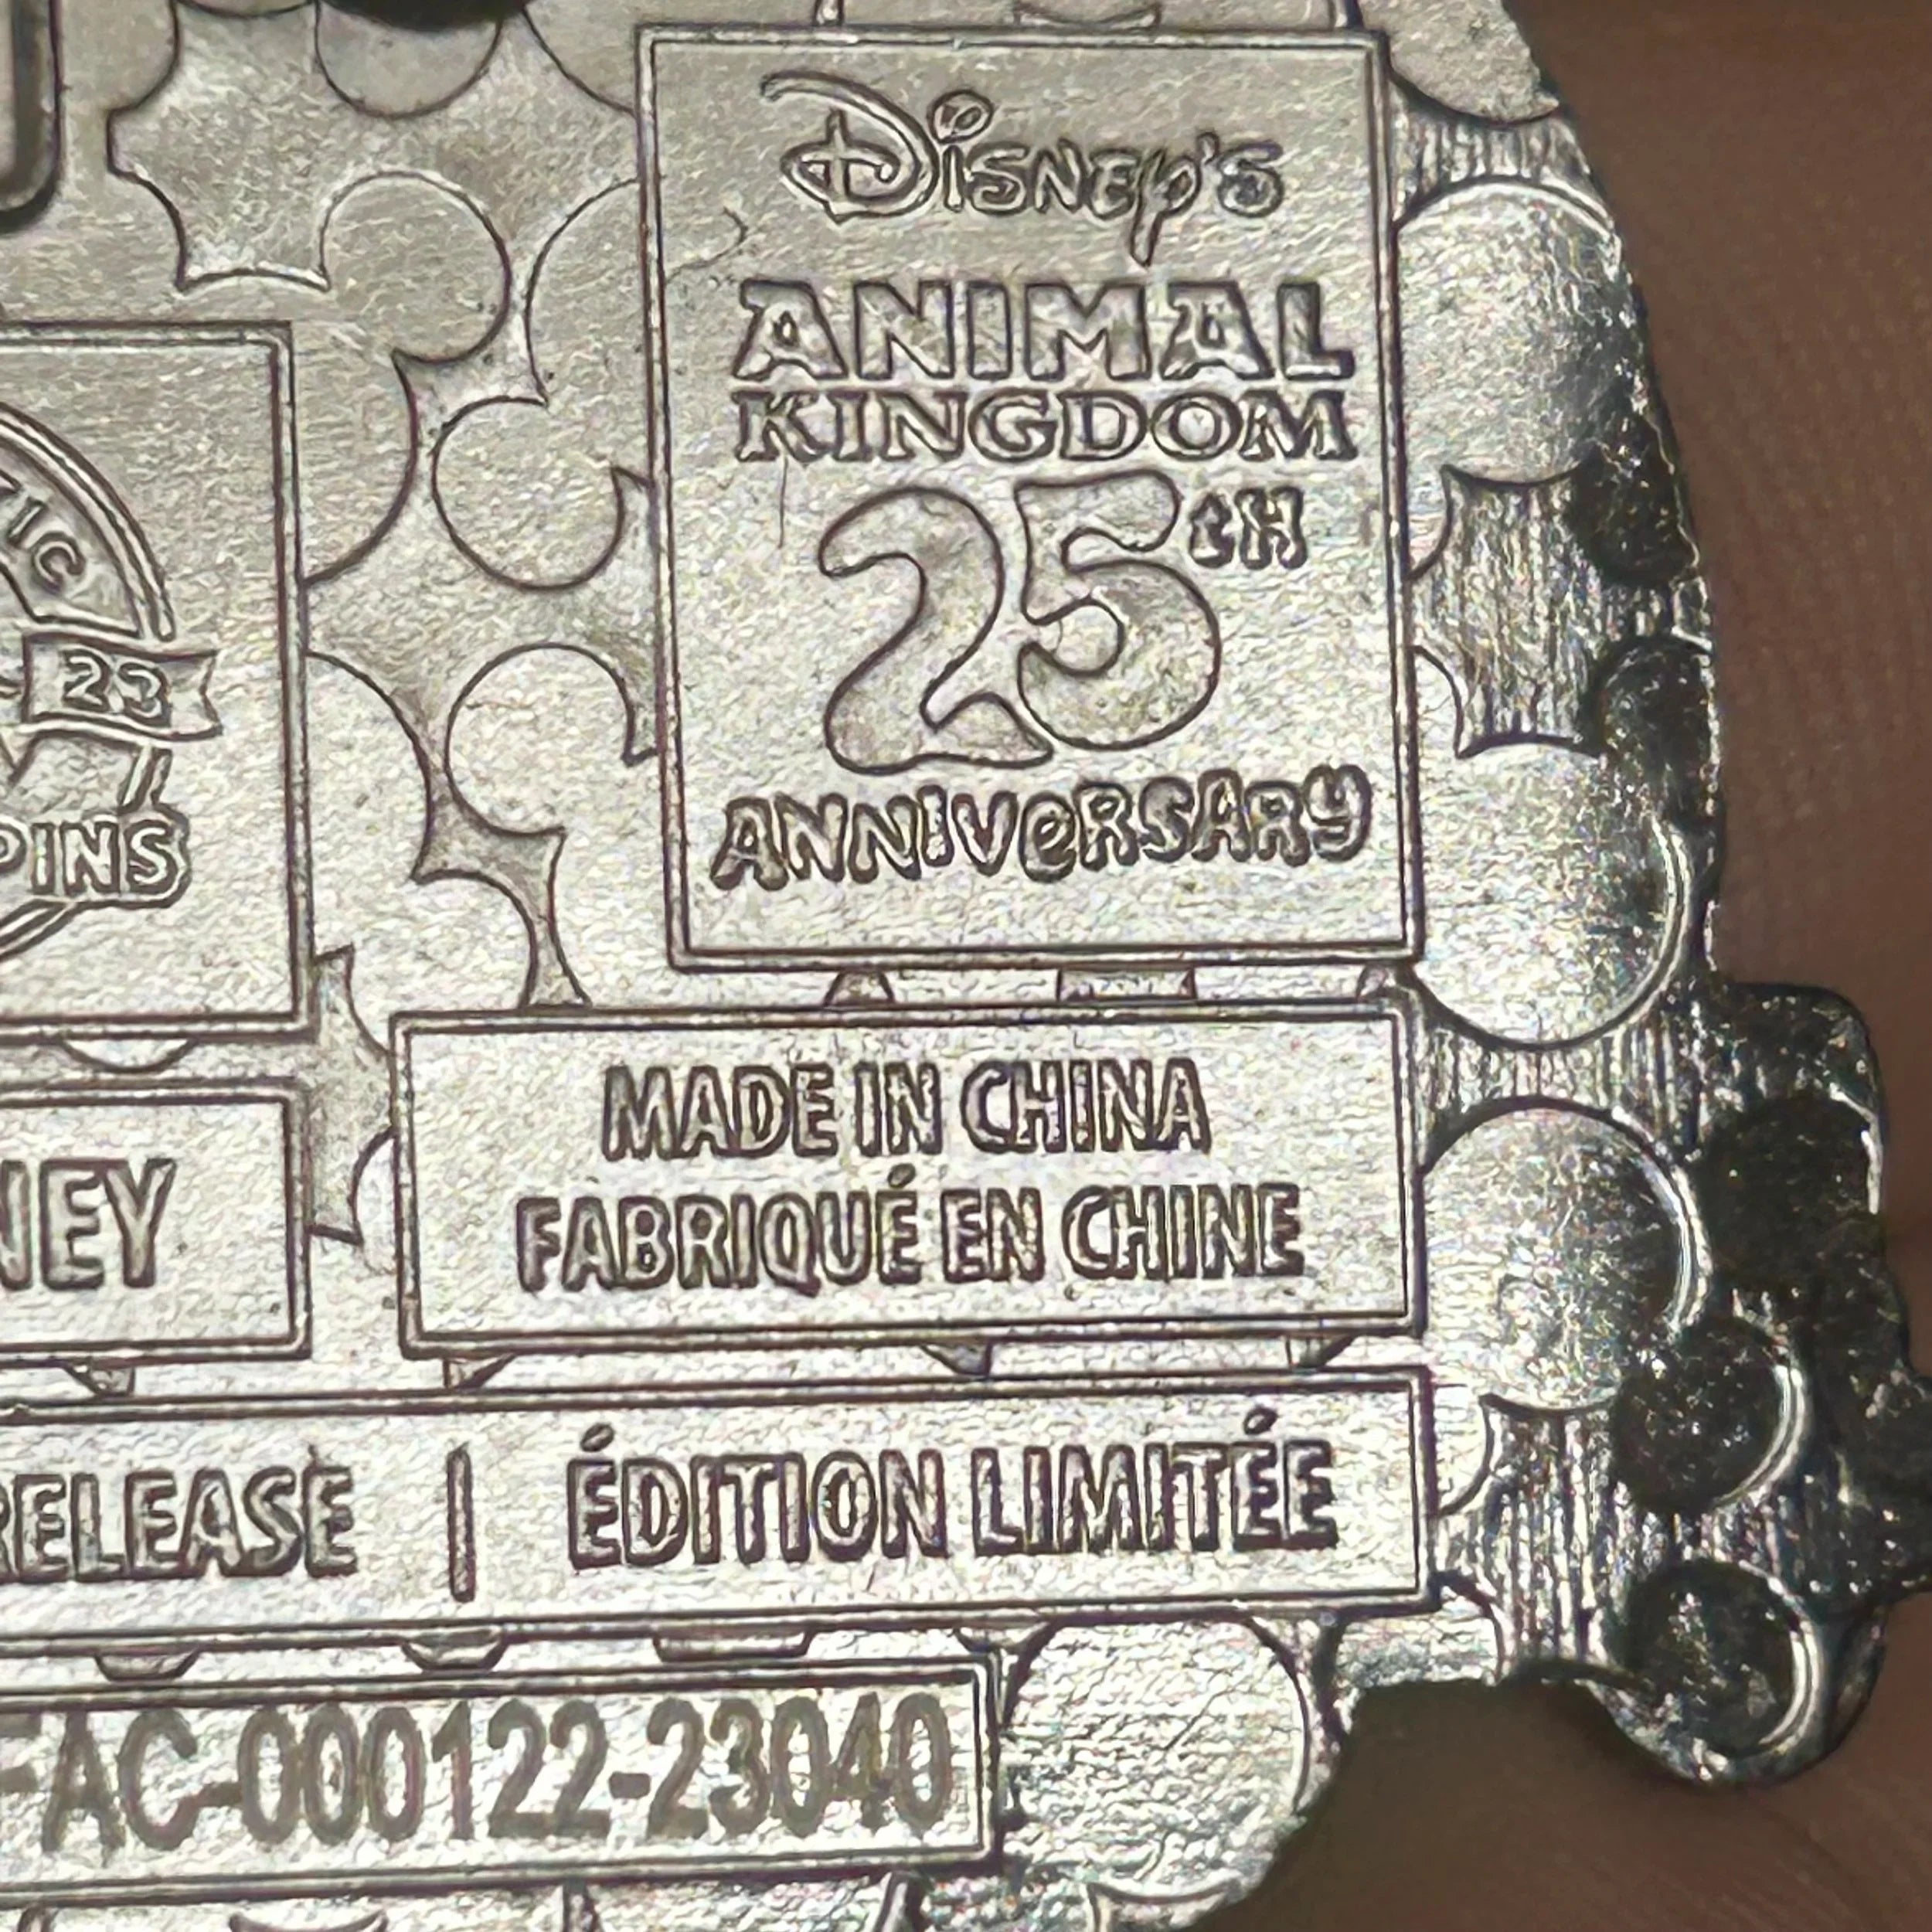 Disney's
ANIMAL
KINGDOM
25tH
ANNiVeRSARy
23
PINS
MADE IN CHINA
FABRIQUÉ EN CHINE
NEY
RELEASE | ÉDITION LIMITÉE
FAC-000122-23040